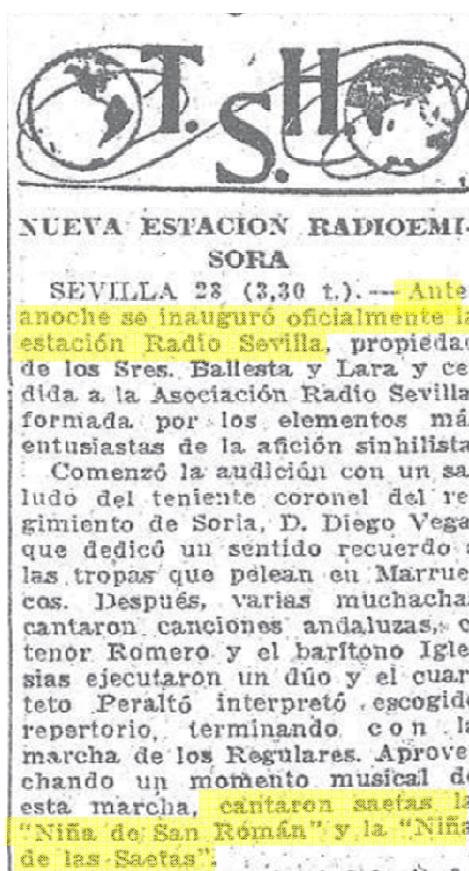 T. S. H
NUEVA ESTACION RADIOEMI-
SORA
SEVILLA 28 (3,30 t.).—Ante
anoche se inauguró oficialmente la
estación Radio Sevilla, propieda
de los Sres. Ballesta y Lara y ce
dida a la Asociación Radio Sevilla
formada por los elementos má
entusiastas de la afición sinhilista
Comenzó la audición con un sa
ludo del teniente coronel del re
gimiento de Soria, D. Diego Vega
que dedicó un sentido recuerdo a
las tropas que pelean en Marrue
cos. Después, varias muchacha
cantaron canciones andaluzas, e
tenor Romero y el barítono Igle
sias ejecutaron un dúo y el cuar
teto Peraltó interpretó escogid
repertorio, terminando con la
marcha de los Regulares. Aprove
chando un momento musical de
esta marcha, cantaron saetas la
"Niña de San Román" y la "Niña
de las Saetas".